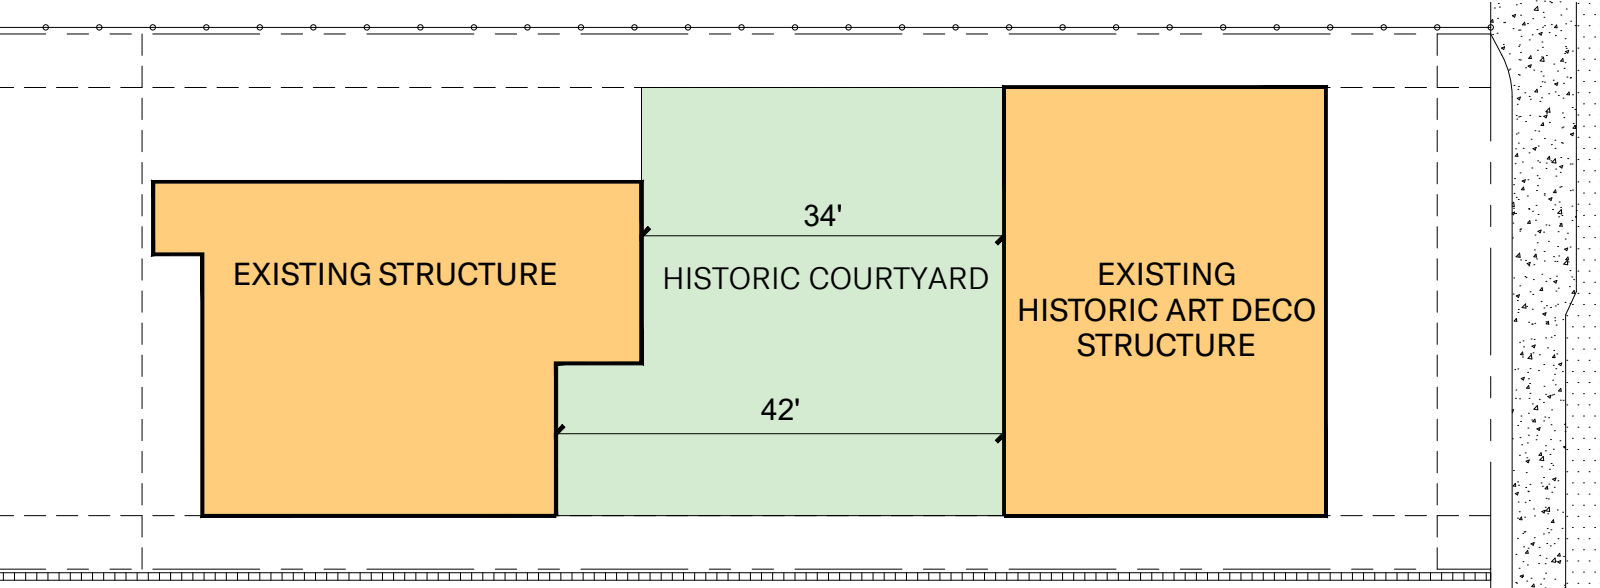 34'
EXISTING STRUCTURE
HISTORIC COURTYARD
EXISTING
HISTORIC ART DECO
STRUCTURE
42'